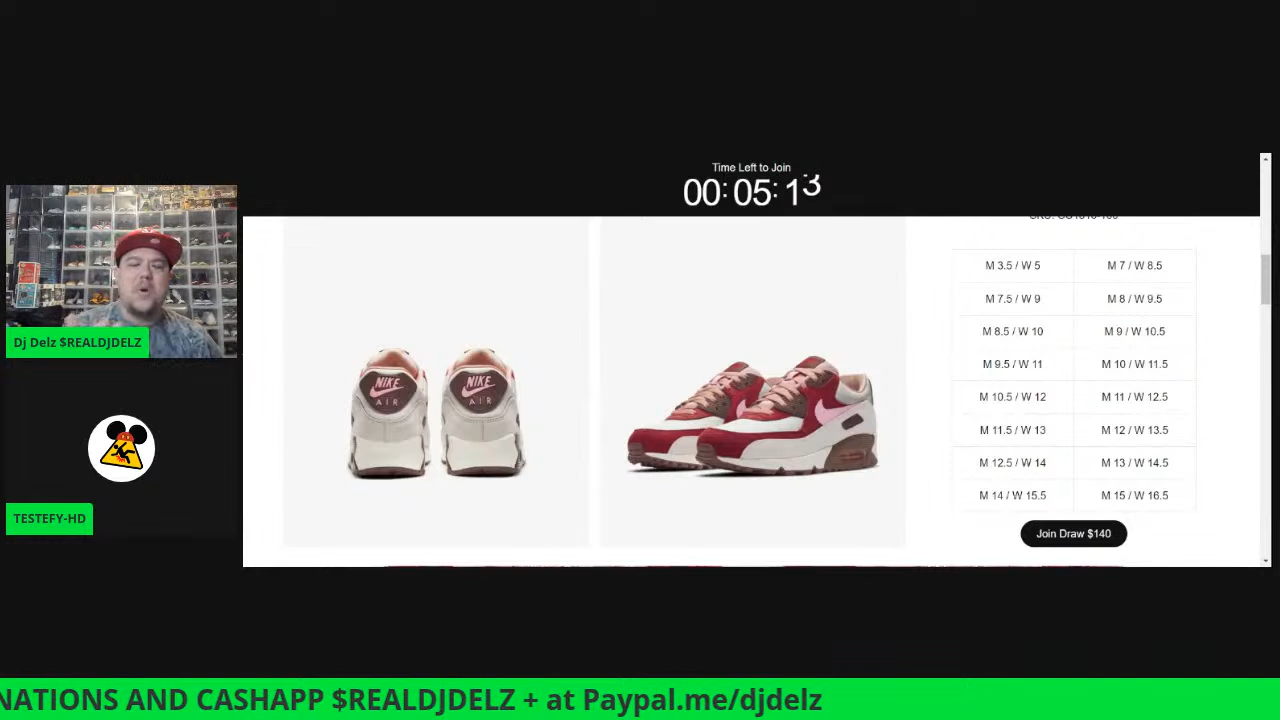 Time Left to Join
00:05:13
M 3.5 / W 5
M 7 / W 8.5
M 7.5 / W 9
M 8 / W 9.5
M 8.5 / W 10
M 9 / W 10.5
M 9.5 / W 11
M 10 / W 11.5
M 10.5 / W 12
M 11 / W 12.5
M 11.5 / W 13
M 12 / W 13.5
M 12.5 / W 14
M 13 / W 14.5
M 14 / W 15.5
M 15 / W 16.5
Join Draw $140
NIKE
AIR
NIKE
AIR
Dj Delz $REALDJDELZ
TESTEFY-HD
NATIONS AND CASHAPP $REALDJDELZ + at Paypal.me/djdelz